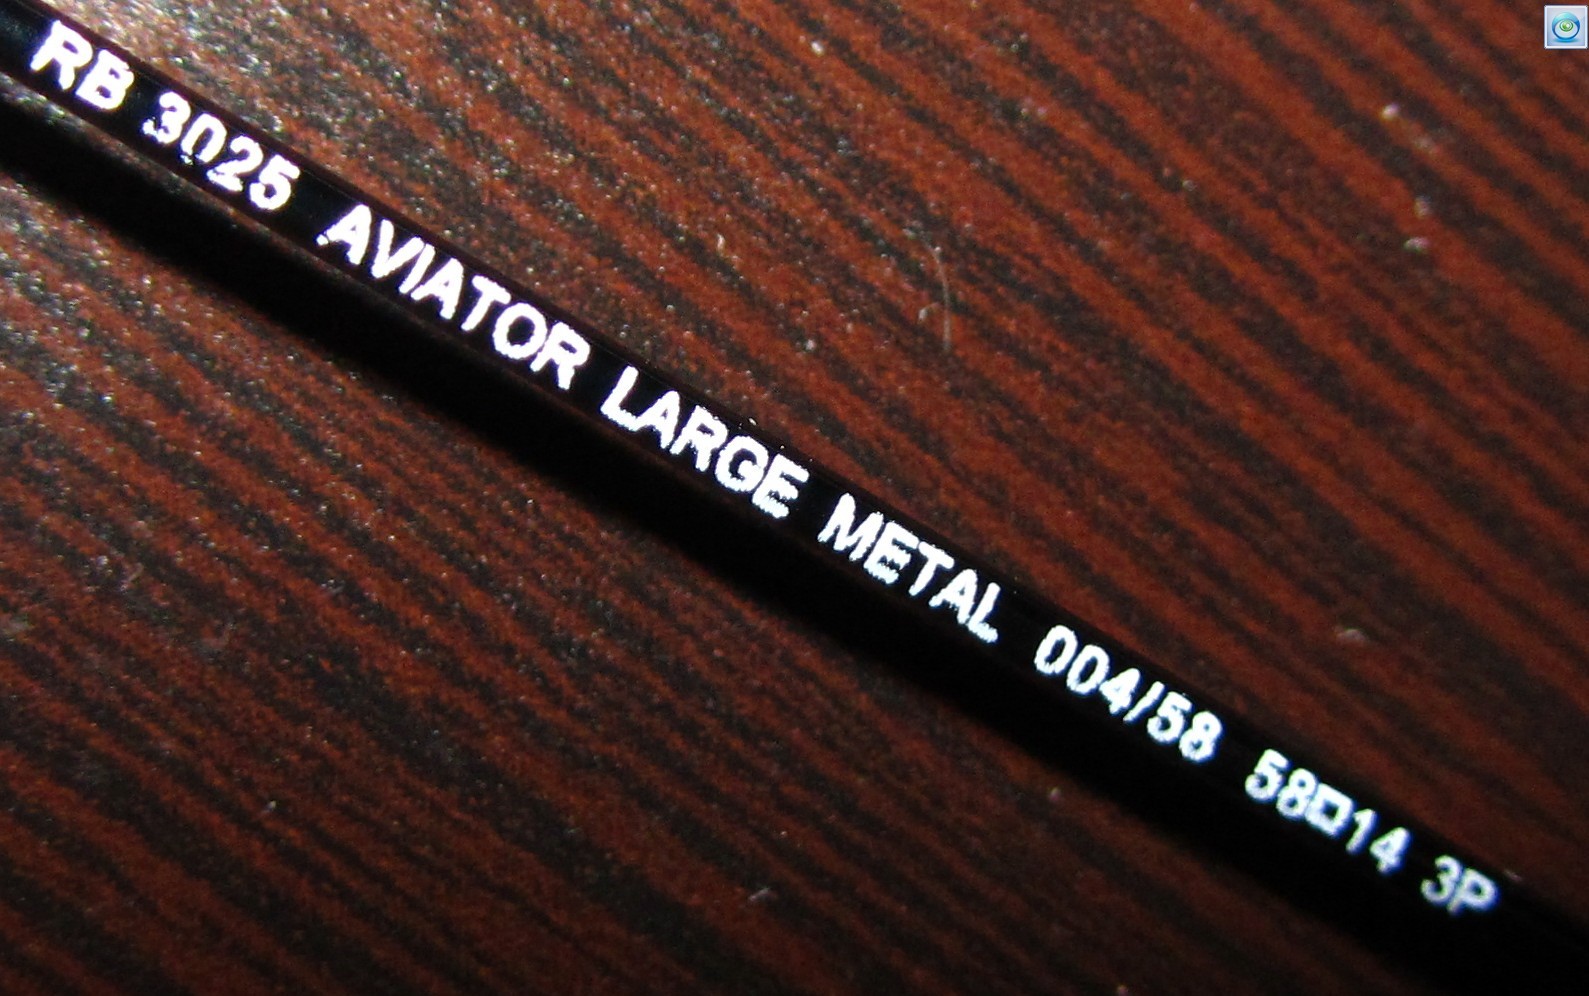 RB 3025 AVIATOR LARGE METAL 004/58 58□14 3P